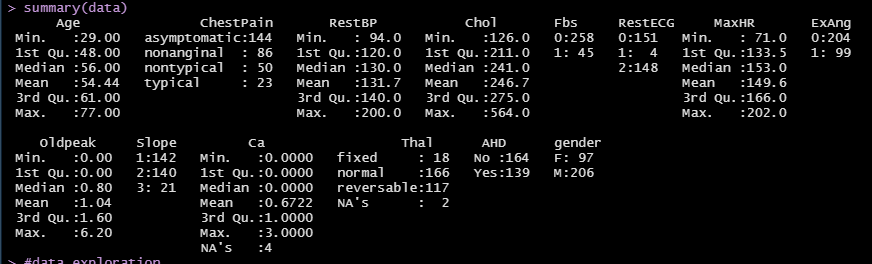 > summary(data)
      Age              ChestPain       RestBP           Chol        Fbs     RestECG     MaxHR       ExAng
 Min.   :29.00   asymptomatic:144   Min.   : 94.0   Min.   :126.0   0:258   0:151   Min.   : 71.0   0:204
 1st Qu.:48.00   nonanginal  : 86   1st Qu.:120.0   1st Qu.:211.0   1: 45   1:  4   1st Qu.:133.5   1: 99
 Median :56.00   nontypical  : 50   Median :130.0   Median :241.0           2:148   Median :153.0
 Mean   :54.44   typical     : 23   Mean   :131.7   Mean   :246.7                   Mean   :149.6
 3rd Qu.:61.00                      3rd Qu.:140.0   3rd Qu.:275.0                   3rd Qu.:166.0
 Max.   :77.00                      Max.   :200.0   Max.   :564.0                   Max.   :202.0
    Oldpeak     Slope         Ca                 Thal      AHD      gender
 Min.   :0.00   1:142   Min.   :0.0000   fixed     : 18   No :164   F: 97
 1st Qu.:0.00   2:140   1st Qu.:0.0000   normal    :166   Yes:139   M:206
 Median :0.80   3: 21   Median :0.0000   reversable:117
 Mean   :1.04           Mean   :0.6722   NA's      :  2
 3rd Qu.:1.60           3rd Qu.:1.0000
 Max.   :6.20           Max.   :3.0000
                        NA's   :4
> #data exploration